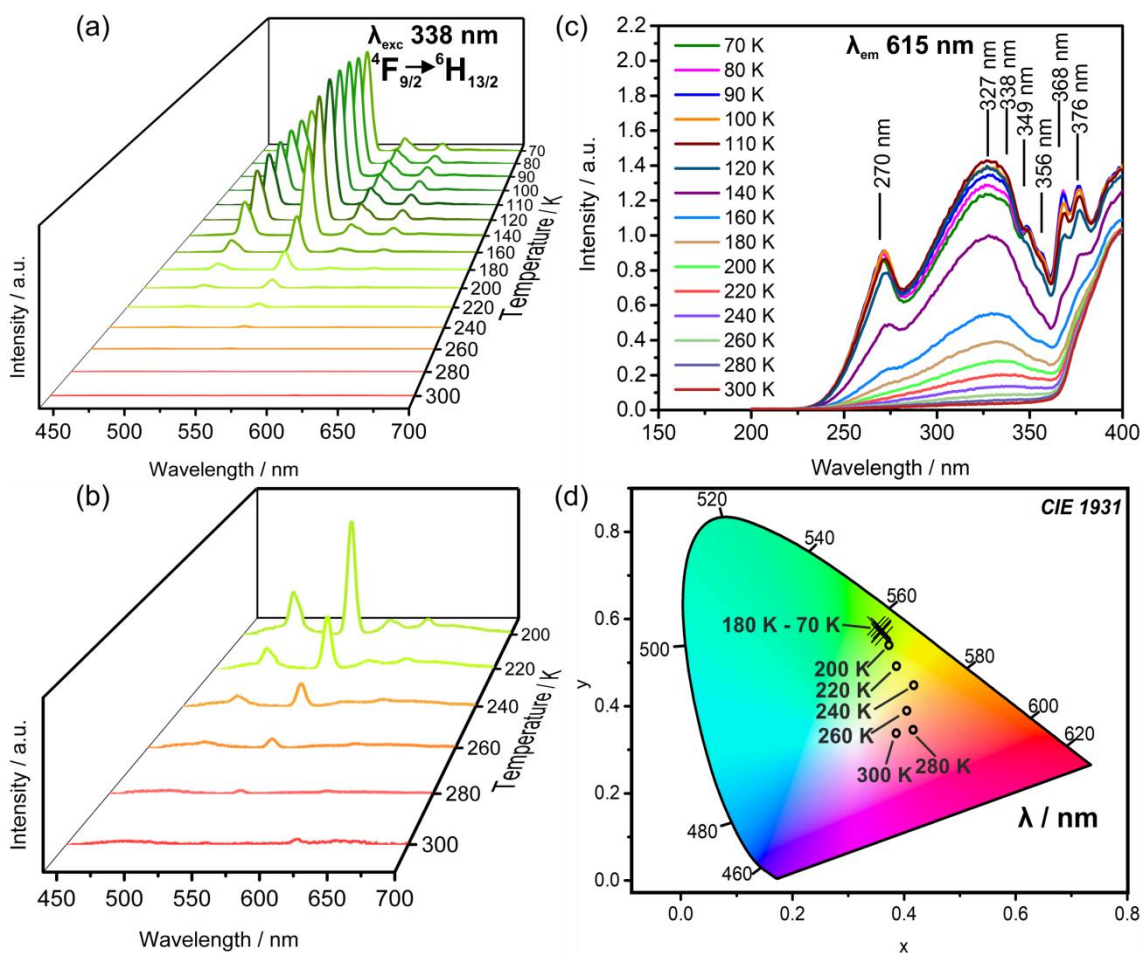 (a)
λexc 338 nm
⁴F₉/₂→⁶H₁₃/₂
Intensity / a.u.
70
80
90
100
110
120
140
160
180
200
220
240
260
280
300
Temperature / K
450 500 550 600 650 700
Wavelength / nm
(c)
λem 615 nm
Intensity / a.u.
2.2
2.0
1.8
1.6
1.4
1.2
1.0
0.8
0.6
0.4
0.2
0.0
70 K
80 K
90 K
100 K
110 K
120 K
140 K
160 K
180 K
200 K
220 K
240 K
260 K
280 K
300 K
270 nm
327 nm
338 nm
349 nm
356 nm
368 nm
376 nm
150 200 250 300 350 400
Wavelength / nm
(b)
Intensity / a.u.
200
220
240
260
280
300
Temperature / K
450 500 550 600 650 700
Wavelength / nm
(d)
CIE 1931
y
0.8
0.6
0.4
0.2
0.0
520
540
560
500
580
600
620
480
460
180 K - 70 K
200 K
220 K
240 K
260 K
300 K
280 K
λ / nm
0.0 0.2 0.4 0.6 0.8
x